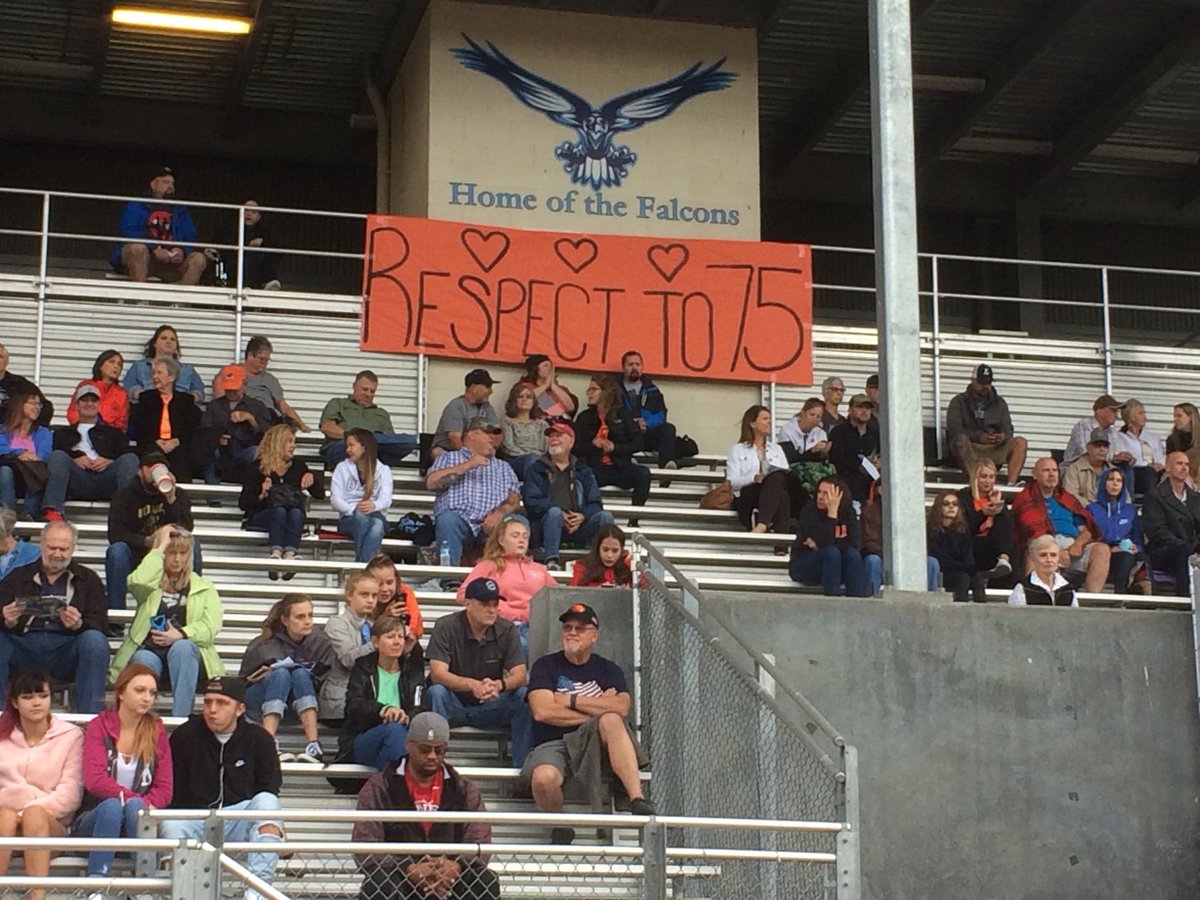 Home of the Falcons
RESPECT TO 75